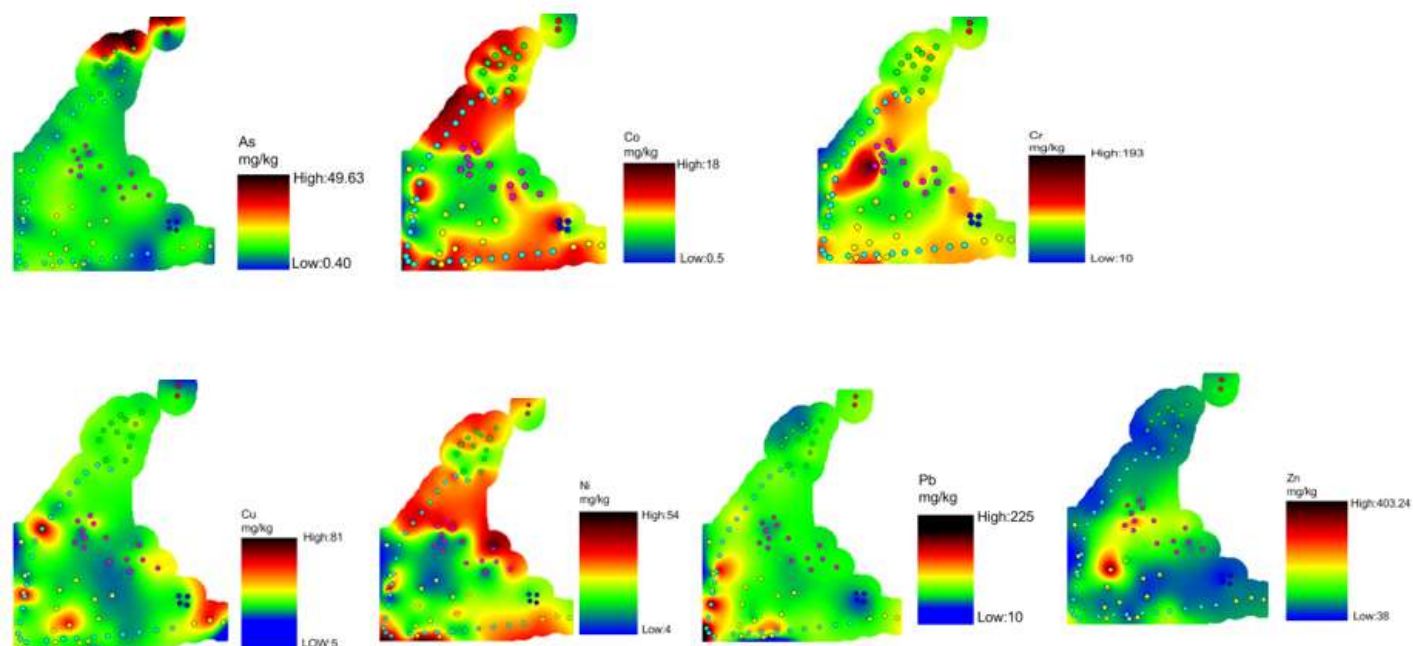 As
mg/kg
High:49.63
Low:0.40
Co
mg/kg
High:18
Low:0.5
Cr
mg/kg
High:193
Low:10
Cu
mg/kg
High:81
LOW:5
Ni
mg/kg
High:54
Low:4
Pb
mg/kg
High:225
Low:10
Zn
mg/kg
High:403.24
Low:38